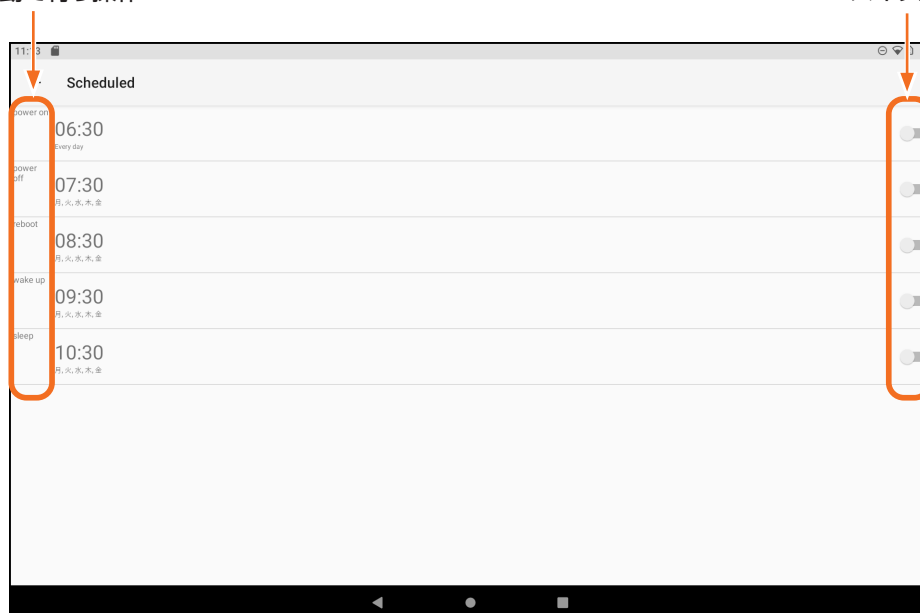 11:13
Scheduled
power on
06:30
Every day
power
off
07:30
月, 火, 水, 木, 金
reboot
08:30
月, 火, 水, 木, 金
wake up
09:30
月, 火, 水, 木, 金
sleep
10:30
月, 火, 水, 木, 金